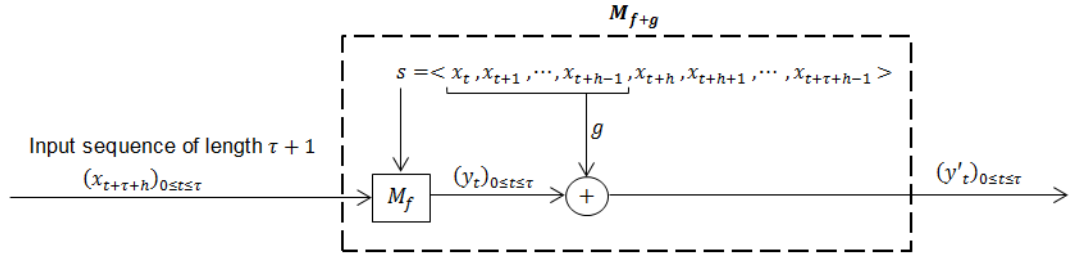 M_{f+g}
s =< x_t , x_{t+1} , ⋯, x_{t+h−1}, x_{t+h}, x_{t+h+1}, ⋯ , x_{t+τ+h−1} >
g
Input sequence of length τ + 1
(x_{t+τ+h})_{0≤t≤τ}
M_f
(y_t)_{0≤t≤τ}
+
(y'_t)_{0≤t≤τ}